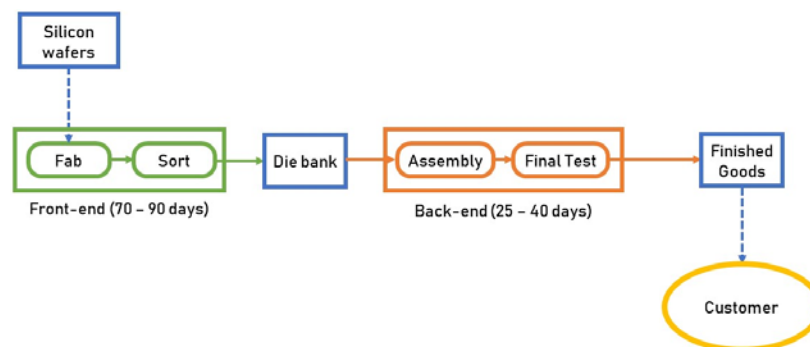 Silicon
wafers
Fab
Sort
Die bank
Assembly
Final Test
Finished
Goods
Front-end (70 – 90 days)
Back-end (25 – 40 days)
Customer